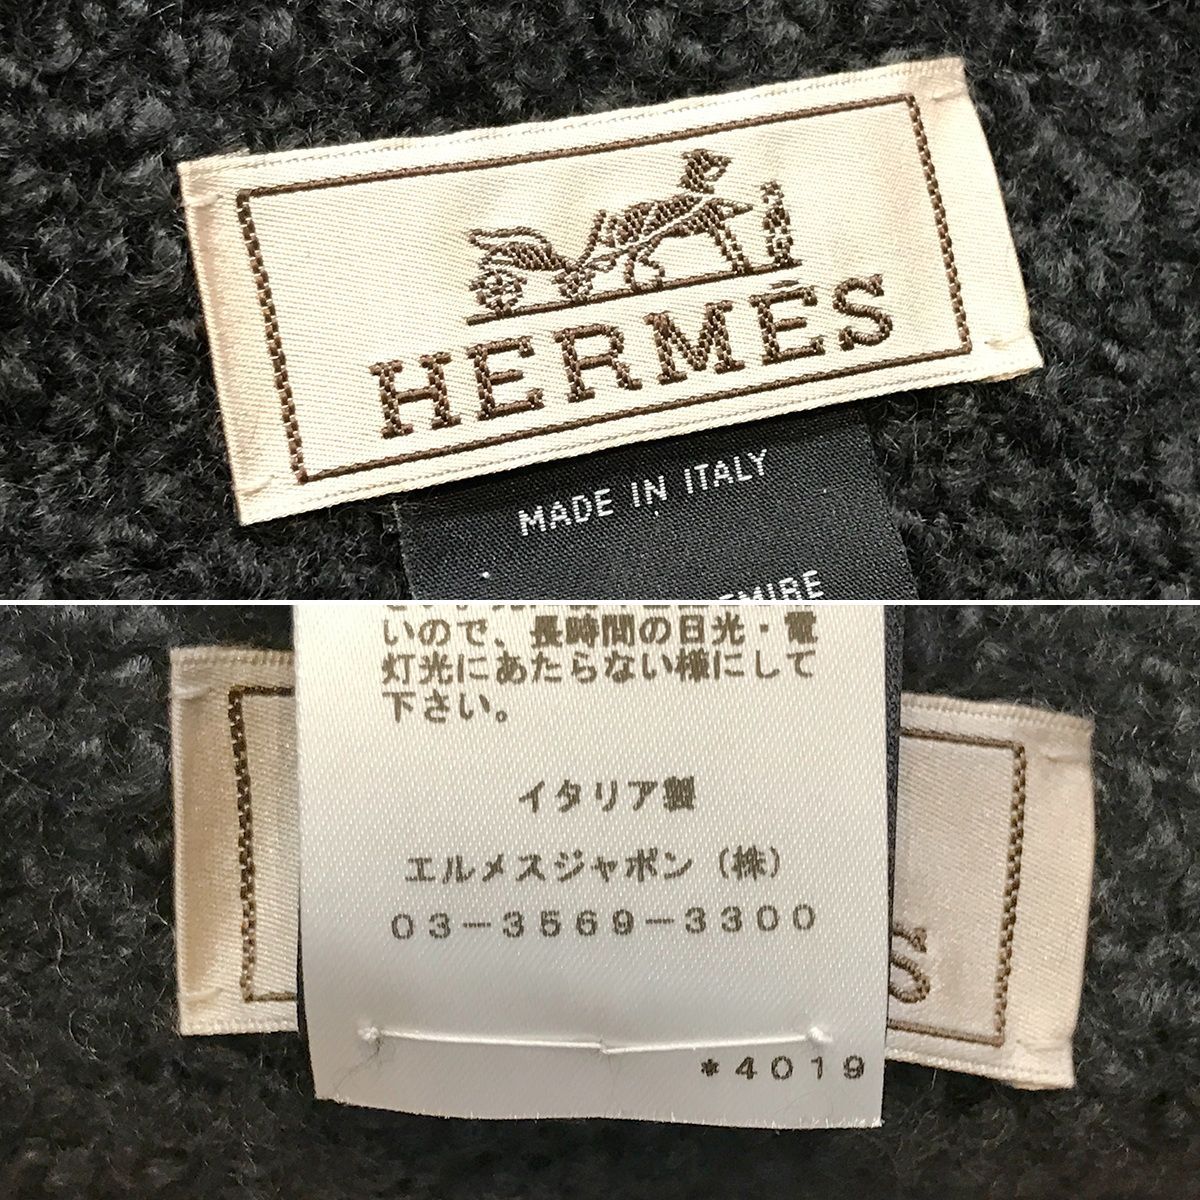 HERMÈS
MADE IN ITALY
いので、長時間の日光・電
灯光にあたらない様にして
下さい。
イタリア製
エルメスジャポン（株）
03-3569-3300
*4019
S